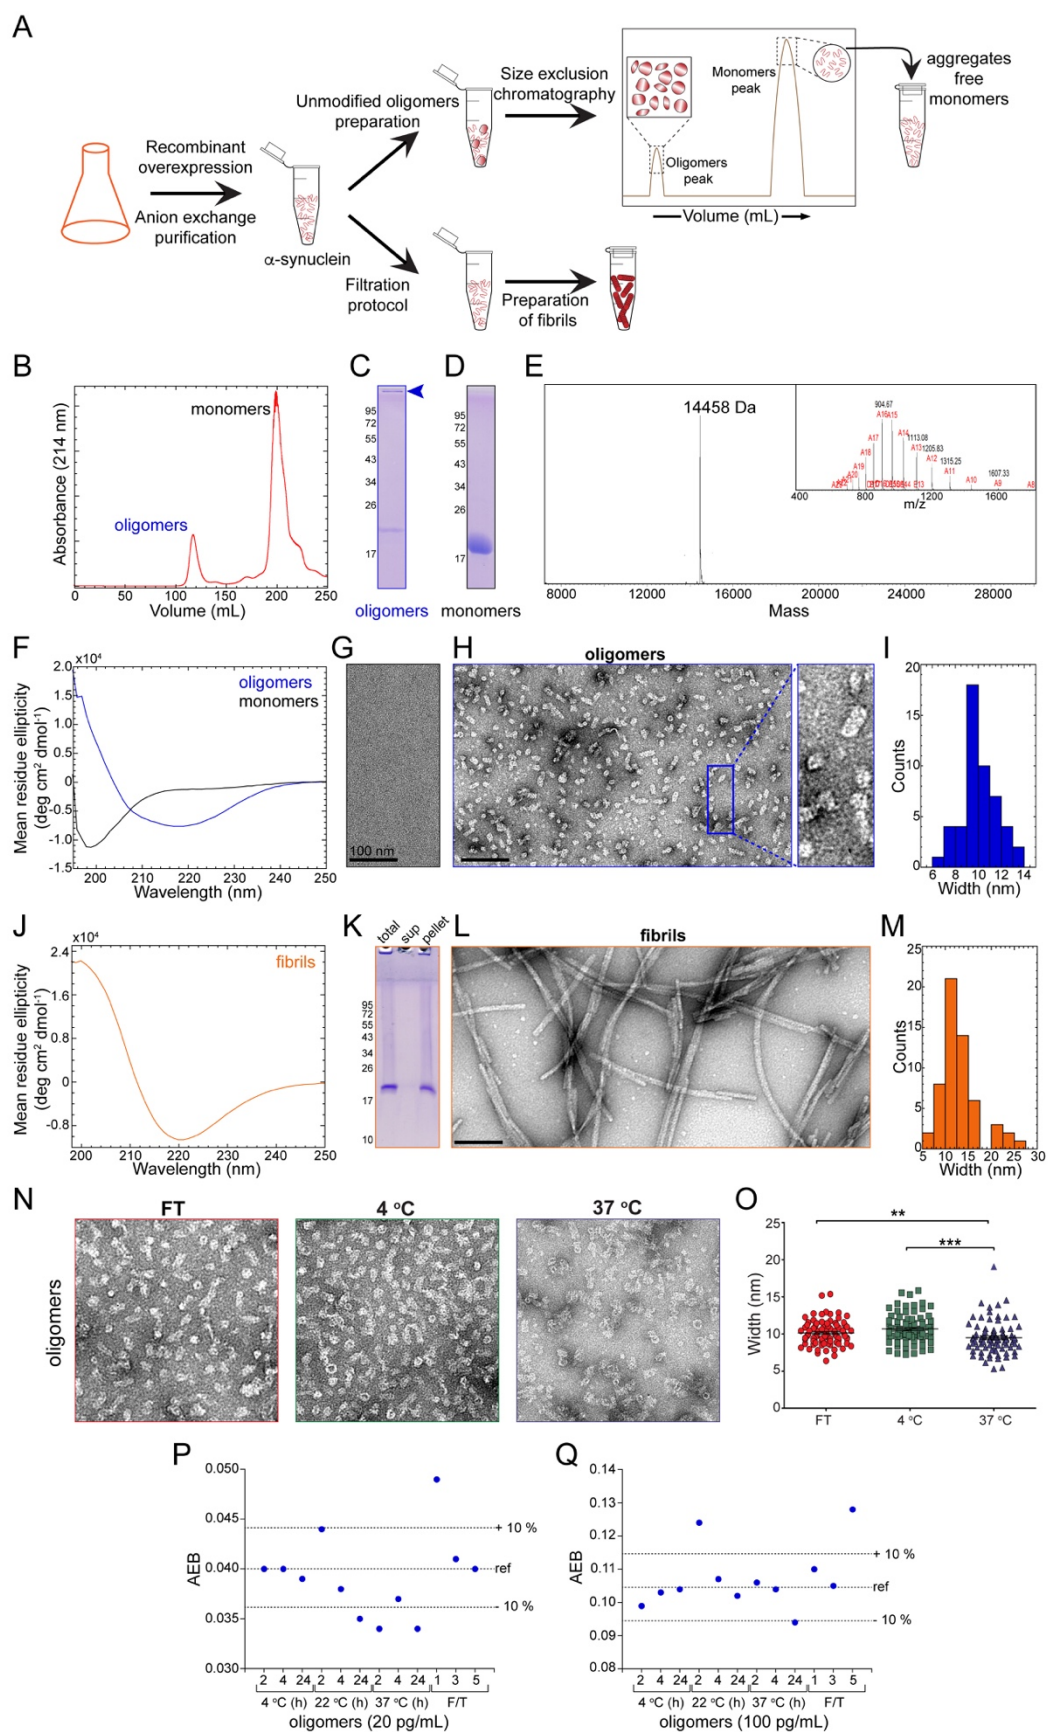 A
Recombinant
overexpression
Anion exchange
purification
α-synuclein
Unmodified oligomers
preparation
Filtration
protocol
Size exclusion
chromatography
Preparation
of fibrils
Monomers
peak
Oligomers
peak
Volume (mL)
aggregates
free
monomers
B
Absorbance (214 nm)
monomers
oligomers
0 50 100 150 200 250
Volume (mL)
C
95
72
55
43
34
26
17
oligomers
D
95
72
55
43
34
26
17
monomers
E
14458 Da
904.67
A16 A15
A17
A14
1113.08
A18
A13
1205.83
A12
A19
1315.25
A11
A20
A10
1607.33
A9
A8
400 800 1200 1600
m/z
8000 12000 16000 20000 24000 28000
Mass
F
x10⁴
2.0
1.5
1.0
0.5
0
-0.5
-1.0
-1.5
Mean residue ellipticity
(deg cm² dmol⁻¹)
oligomers
monomers
200 210 220 230 240 250
Wavelength (nm)
G
100 nm
H
oligomers
I
20
15
10
5
0
Counts
6 8 10 12 14
Width (nm)
J
x10⁴
2.4
1.6
0.8
0
-0.8
Mean residue ellipticity
(deg cm² dmol⁻¹)
fibrils
200 210 220 230 240 250
Wavelength (nm)
K
total sup pellet
95
72
55
43
34
26
17
10
L
fibrils
M
25
20
15
10
5
0
Counts
5 10 15 20 25 30
Width (nm)
N
FT
4 °C
37 °C
oligomers
O
25
20
15
10
5
0
Width (nm)
**
***
FT 4 °C 37 °C
P
0.050
0.045
0.040
0.035
0.030
AEB
+ 10 %
ref
- 10 %
2 4 24 2 4 24 2 4 24 1 3 5
4 °C (h) 22 °C (h) 37 °C (h) F/T
oligomers (20 pg/mL)
Q
0.14
0.13
0.12
0.11
0.10
0.09
0.08
AEB
+ 10 %
ref
- 10 %
2 4 24 2 4 24 2 4 24 1 3 5
4 °C (h) 22 °C (h) 37 °C (h) F/T
oligomers (100 pg/mL)